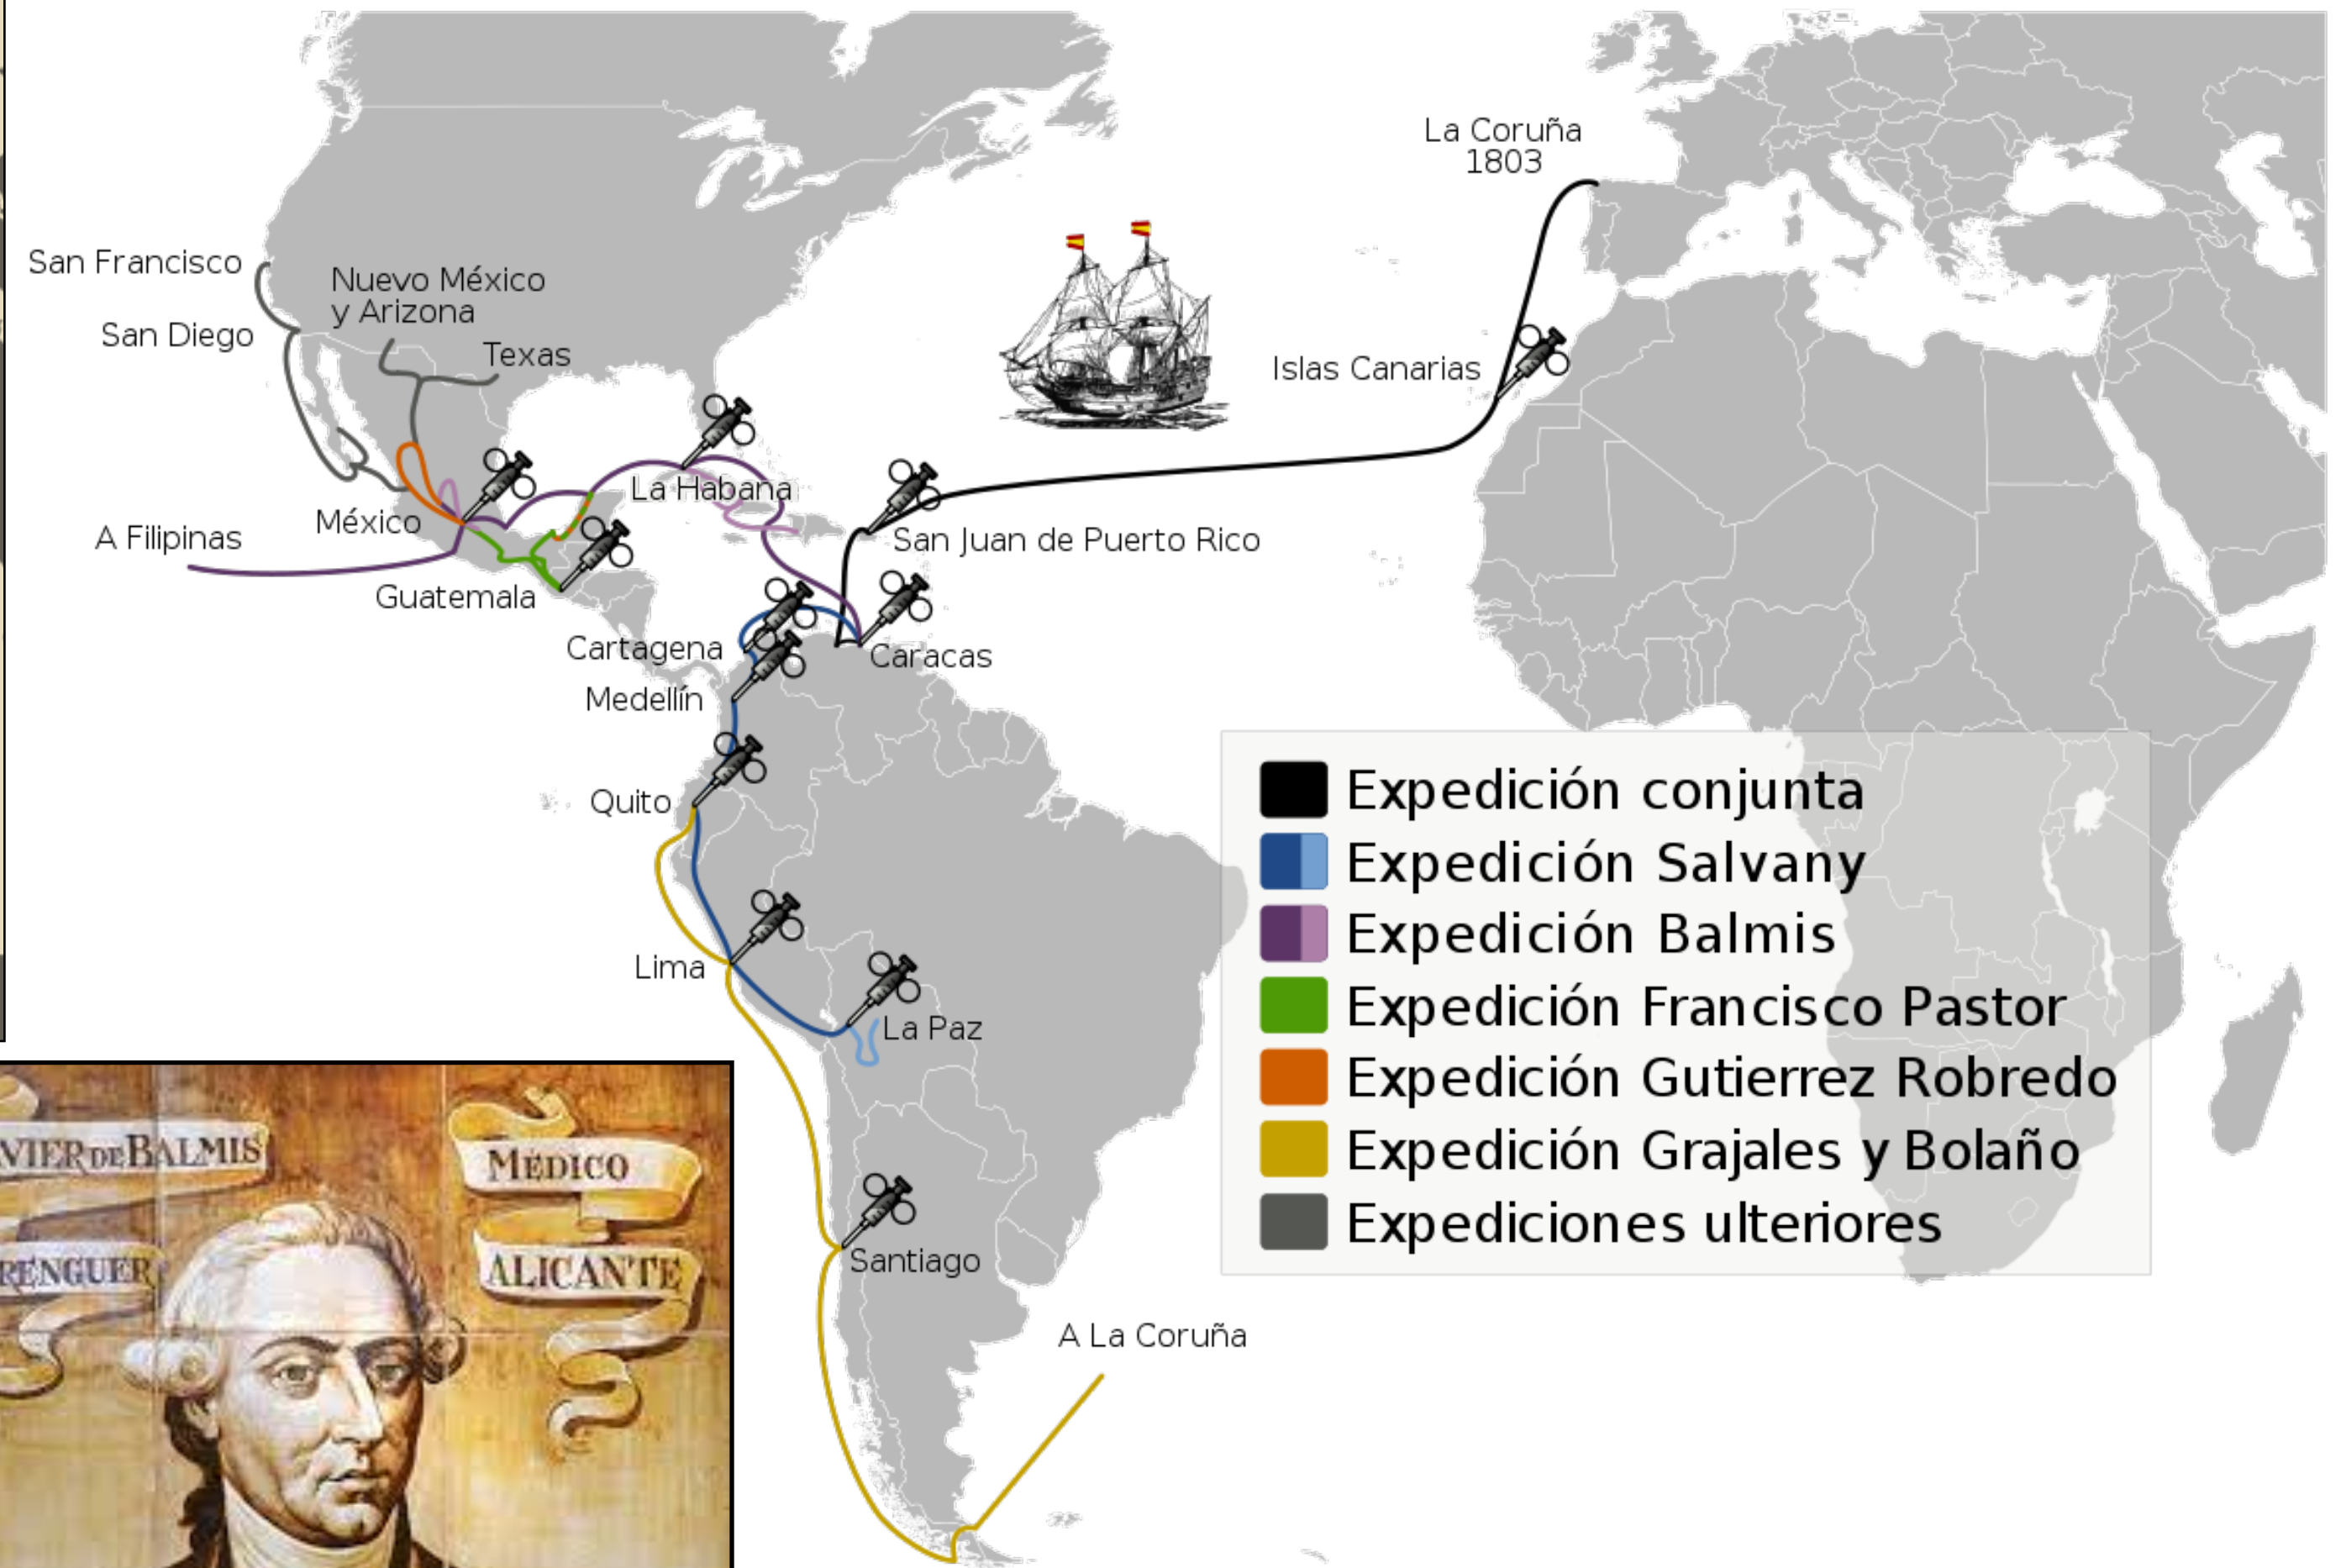 La Coruña
1803
San Francisco
Nuevo México
y Arizona
San Diego
Texas
Islas Canarias
La Habana
México
A Filipinas
San Juan de Puerto Rico
Guatemala
Cartagena
Caracas
Medellín
Quito
Lima
La Paz
Santiago
A La Coruña
Expedición conjunta
Expedición Salvany
Expedición Balmis
Expedición Francisco Pastor
Expedición Gutierrez Robredo
Expedición Grajales y Bolaño
Expediciones ulteriores
VIER DE BALMIS
RENGUER
MÉDICO
ALICANTE